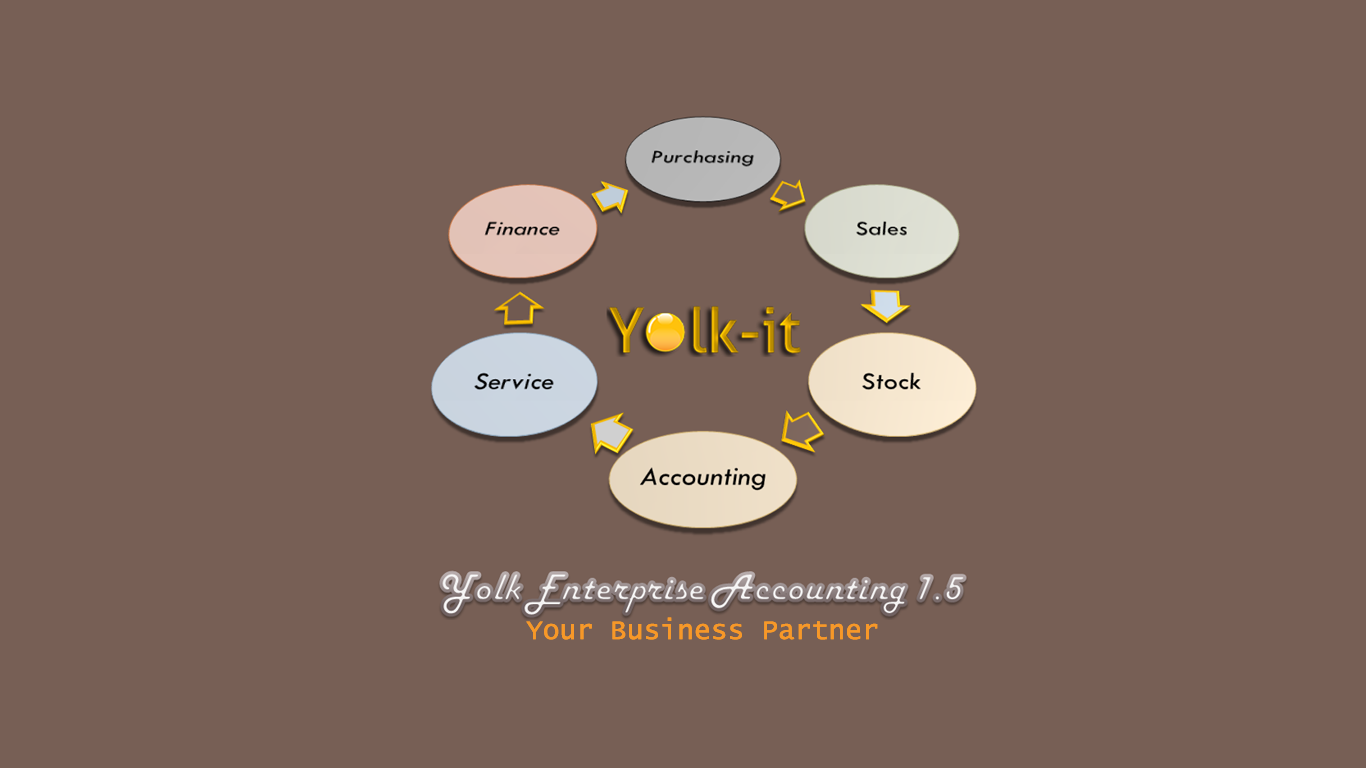 Purchasing
Finance
Sales
Yolk-it
Service
Stock
Accounting
Yolk Enterprise Accounting 1.5
Your Business Partner